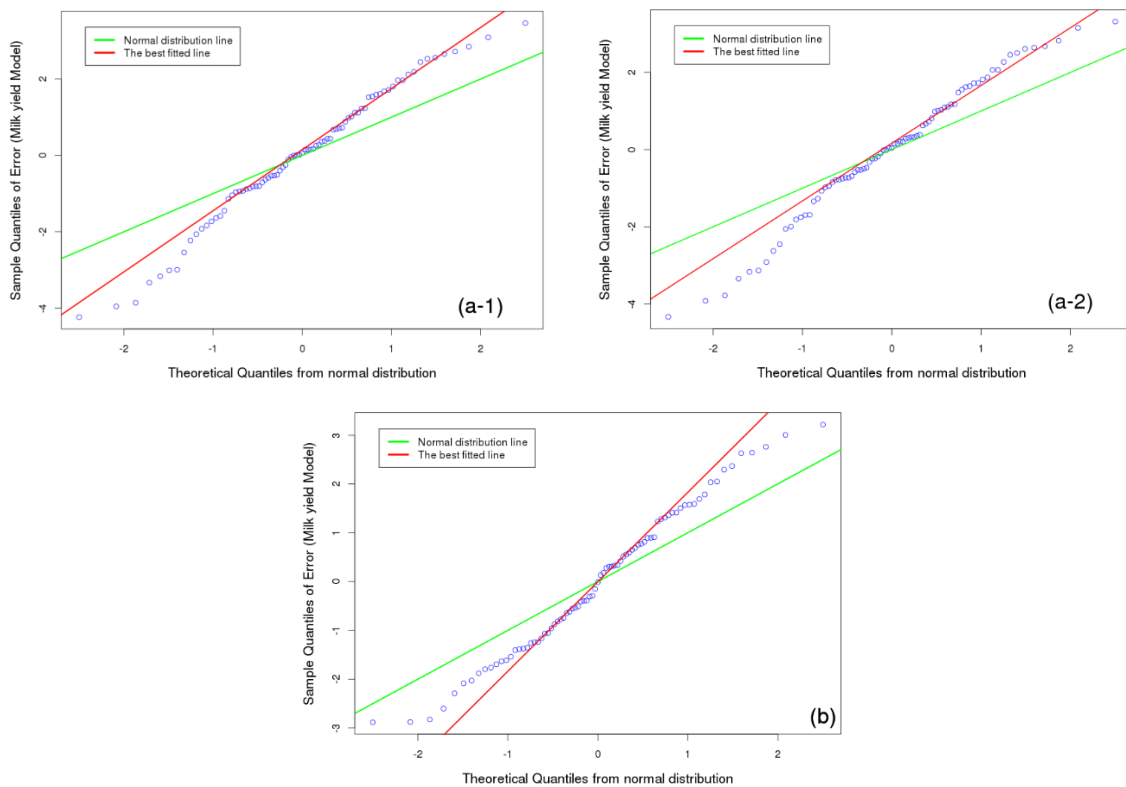 Sample Quantiles of Error (Milk yield Model)
Normal distribution line
The best fitted line
2
0
-2
-4
(a-1)
-2 -1 0 1 2
Theoretical Quantiles from normal distribution
Sample Quantiles of Error (Milk yield Model)
Normal distribution line
The best fitted line
2
0
-2
-4
(a-2)
-2 -1 0 1 2
Theoretical Quantiles from normal distribution
Sample Quantiles of Error (Milk yield Model)
Normal distribution line
The best fitted line
3
2
1
0
-1
-2
-3
(b)
-2 -1 0 1 2
Theoretical Quantiles from normal distribution